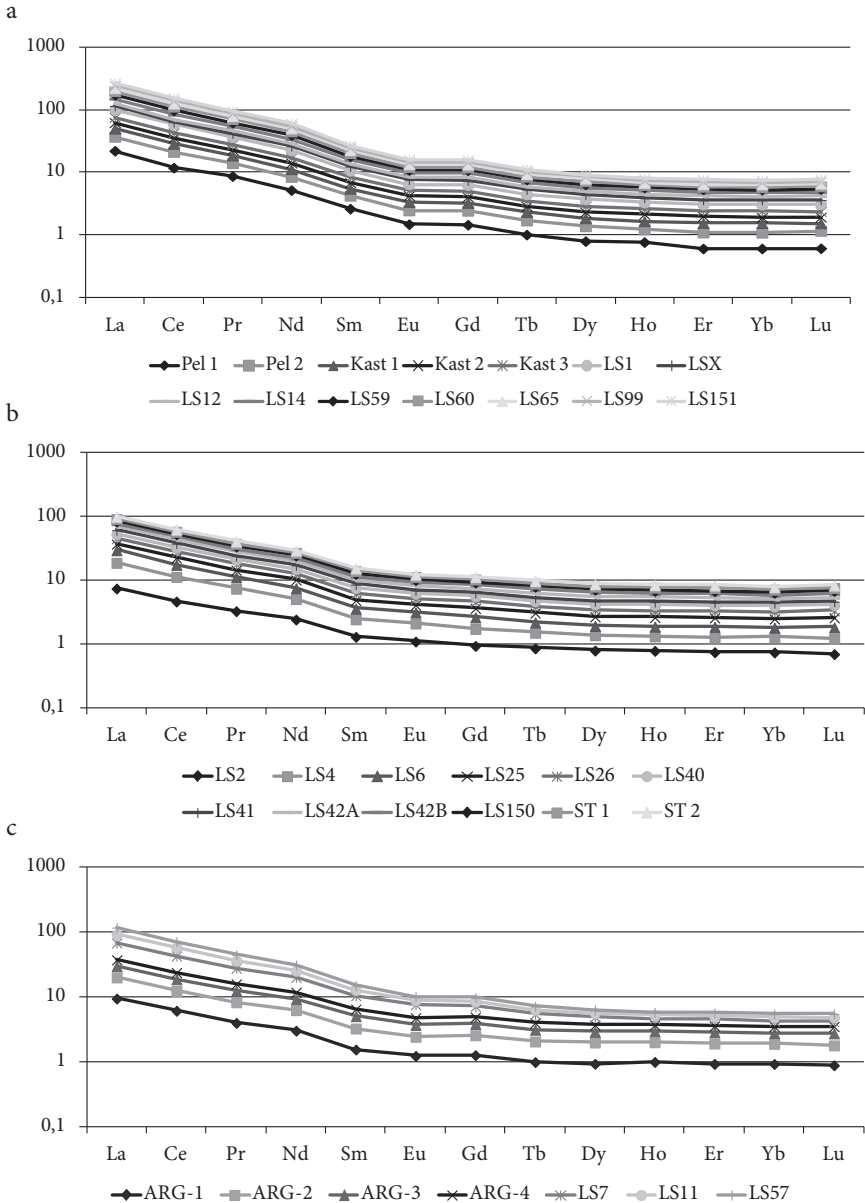 a
1000
100
10
1
0,1
La Ce Pr Nd Sm Eu Gd Tb Dy Ho Er Yb Lu
Pel 1 Pel 2 Kast 1 Kast 2 Kast 3 LS1 LSX
LS12 LS14 LS59 LS60 LS65 LS99 LS151
b
1000
100
10
1
0,1
La Ce Pr Nd Sm Eu Gd Tb Dy Ho Er Yb Lu
LS2 LS4 LS6 LS25 LS26 LS40
LS41 LS42A LS42B LS150 ST 1 ST 2
c
1000
100
10
1
0,1
La Ce Pr Nd Sm Eu Gd Tb Dy Ho Er Yb Lu
ARG-1 ARG-2 ARG-3 ARG-4 LS7 LS11 LS57